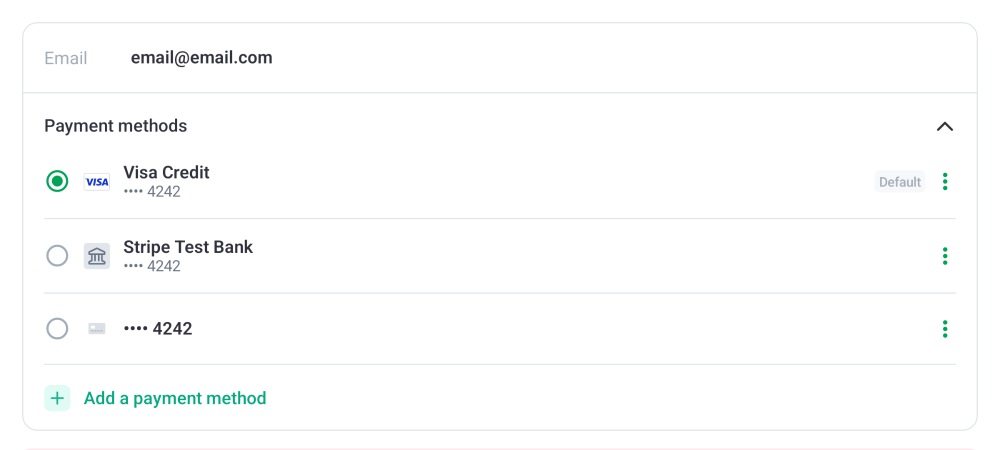 Email email@email.com
Payment methods
VISA Visa Credit
•••• 4242
Default
Stripe Test Bank
•••• 4242
•••• 4242
Add a payment method